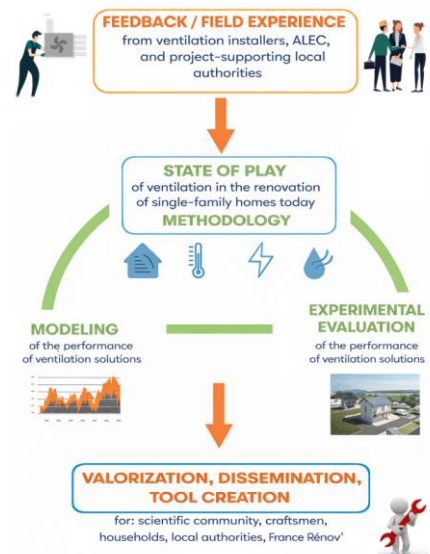 FEEDBACK / FIELD EXPERIENCE
from ventilation installers, ALEC,
and project-supporting local
authorities
STATE OF PLAY
of ventilation in the renovation
of single-family homes today
METHODOLOGY
MODELING
of the performance
of ventilation solutions
EXPERIMENTAL
EVALUATION
of the performance
of ventilation solutions
VALORIZATION, DISSEMINATION,
TOOL CREATION
for: scientific community, craftsmen,
households, local authorities, France Rénov'